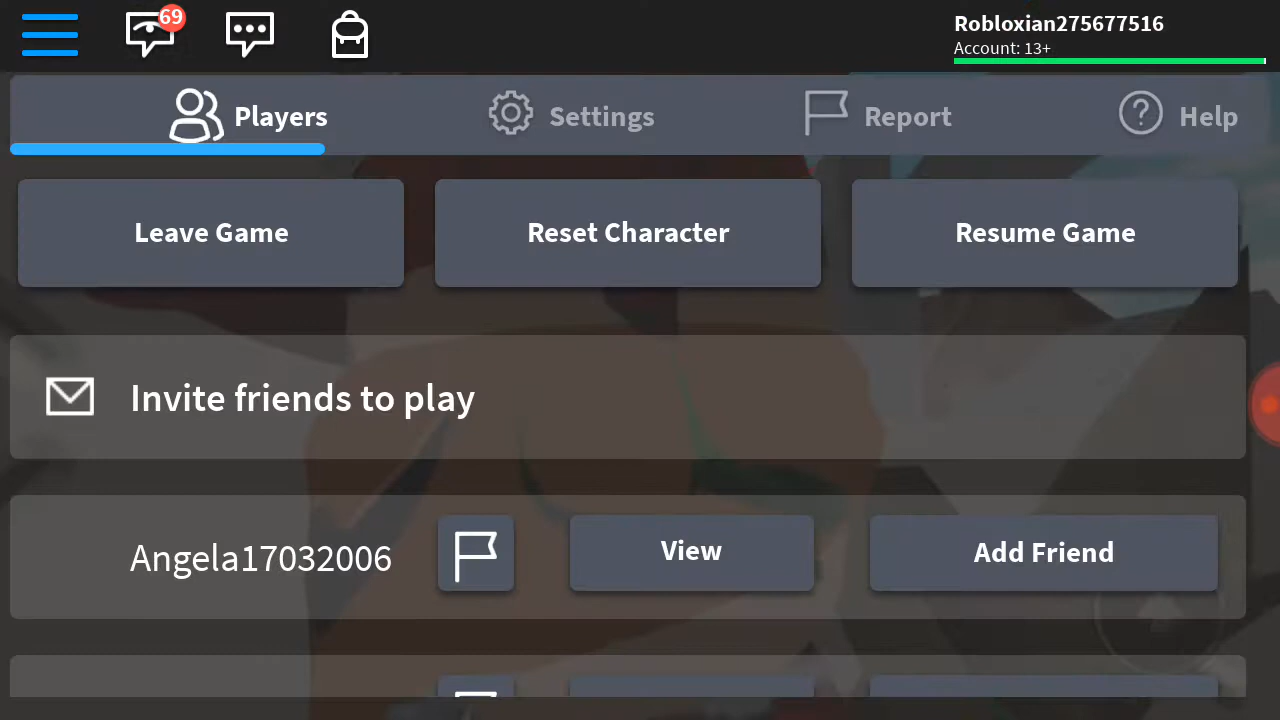 69
Robloxian275677516
Account: 13+
Players Settings Report Help
Leave Game Reset Character Resume Game
Invite friends to play
Angela17032006 View Add Friend